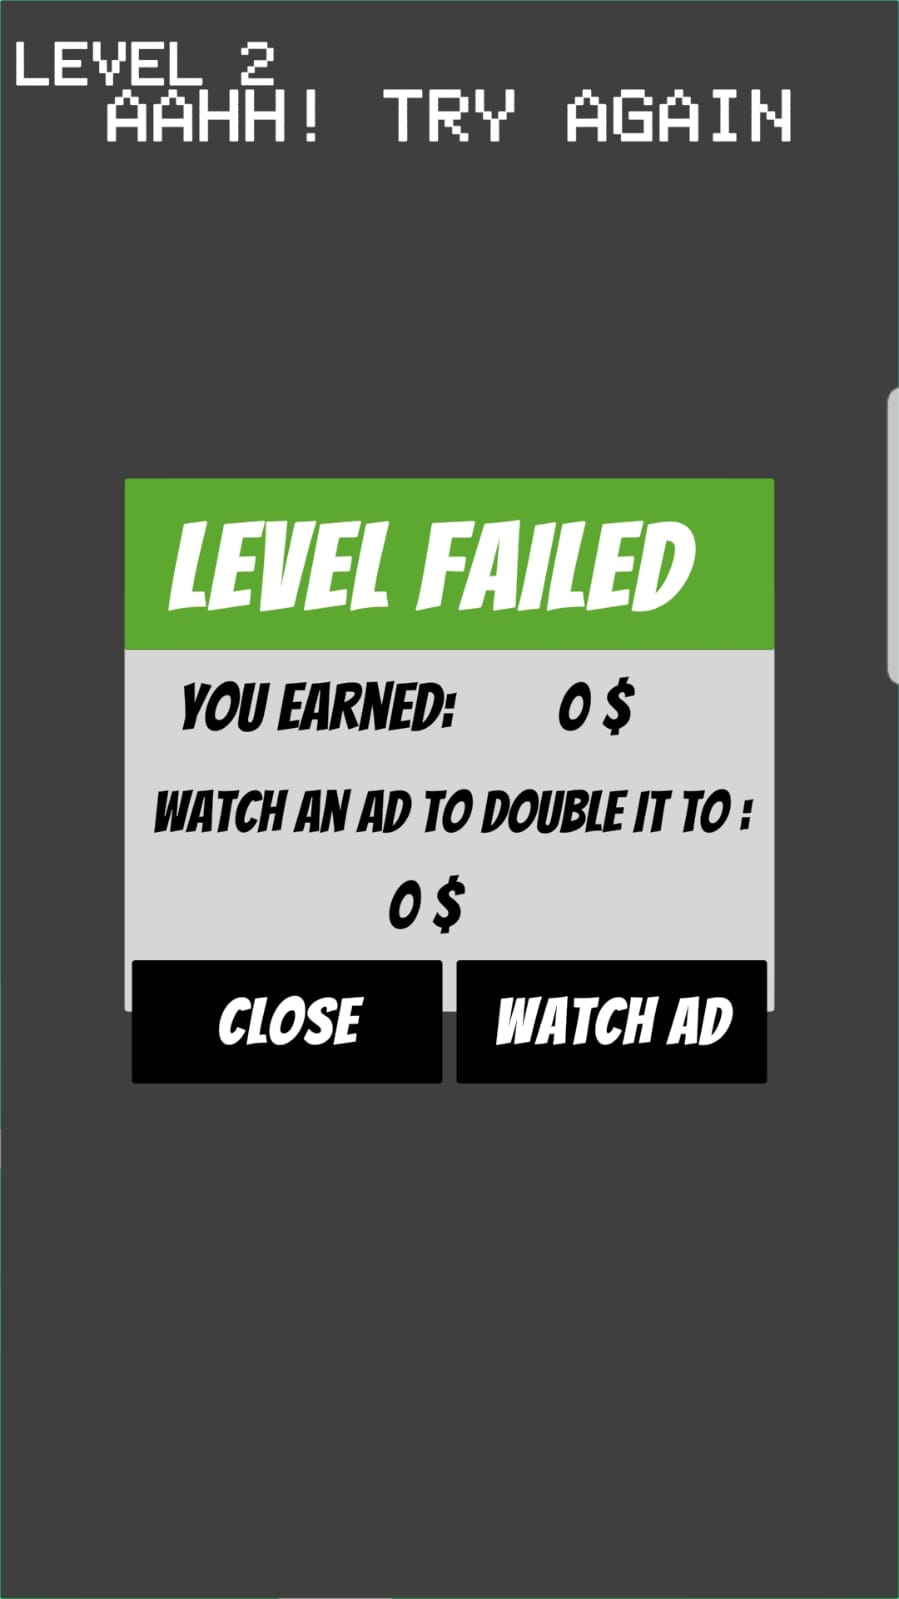 LEVEL 2
AAHH! TRY AGAIN
LEVEL FAILED
YOU EARNED: 0 $
WATCH AN AD TO DOUBLE IT TO :
0 $
CLOSE WATCH AD